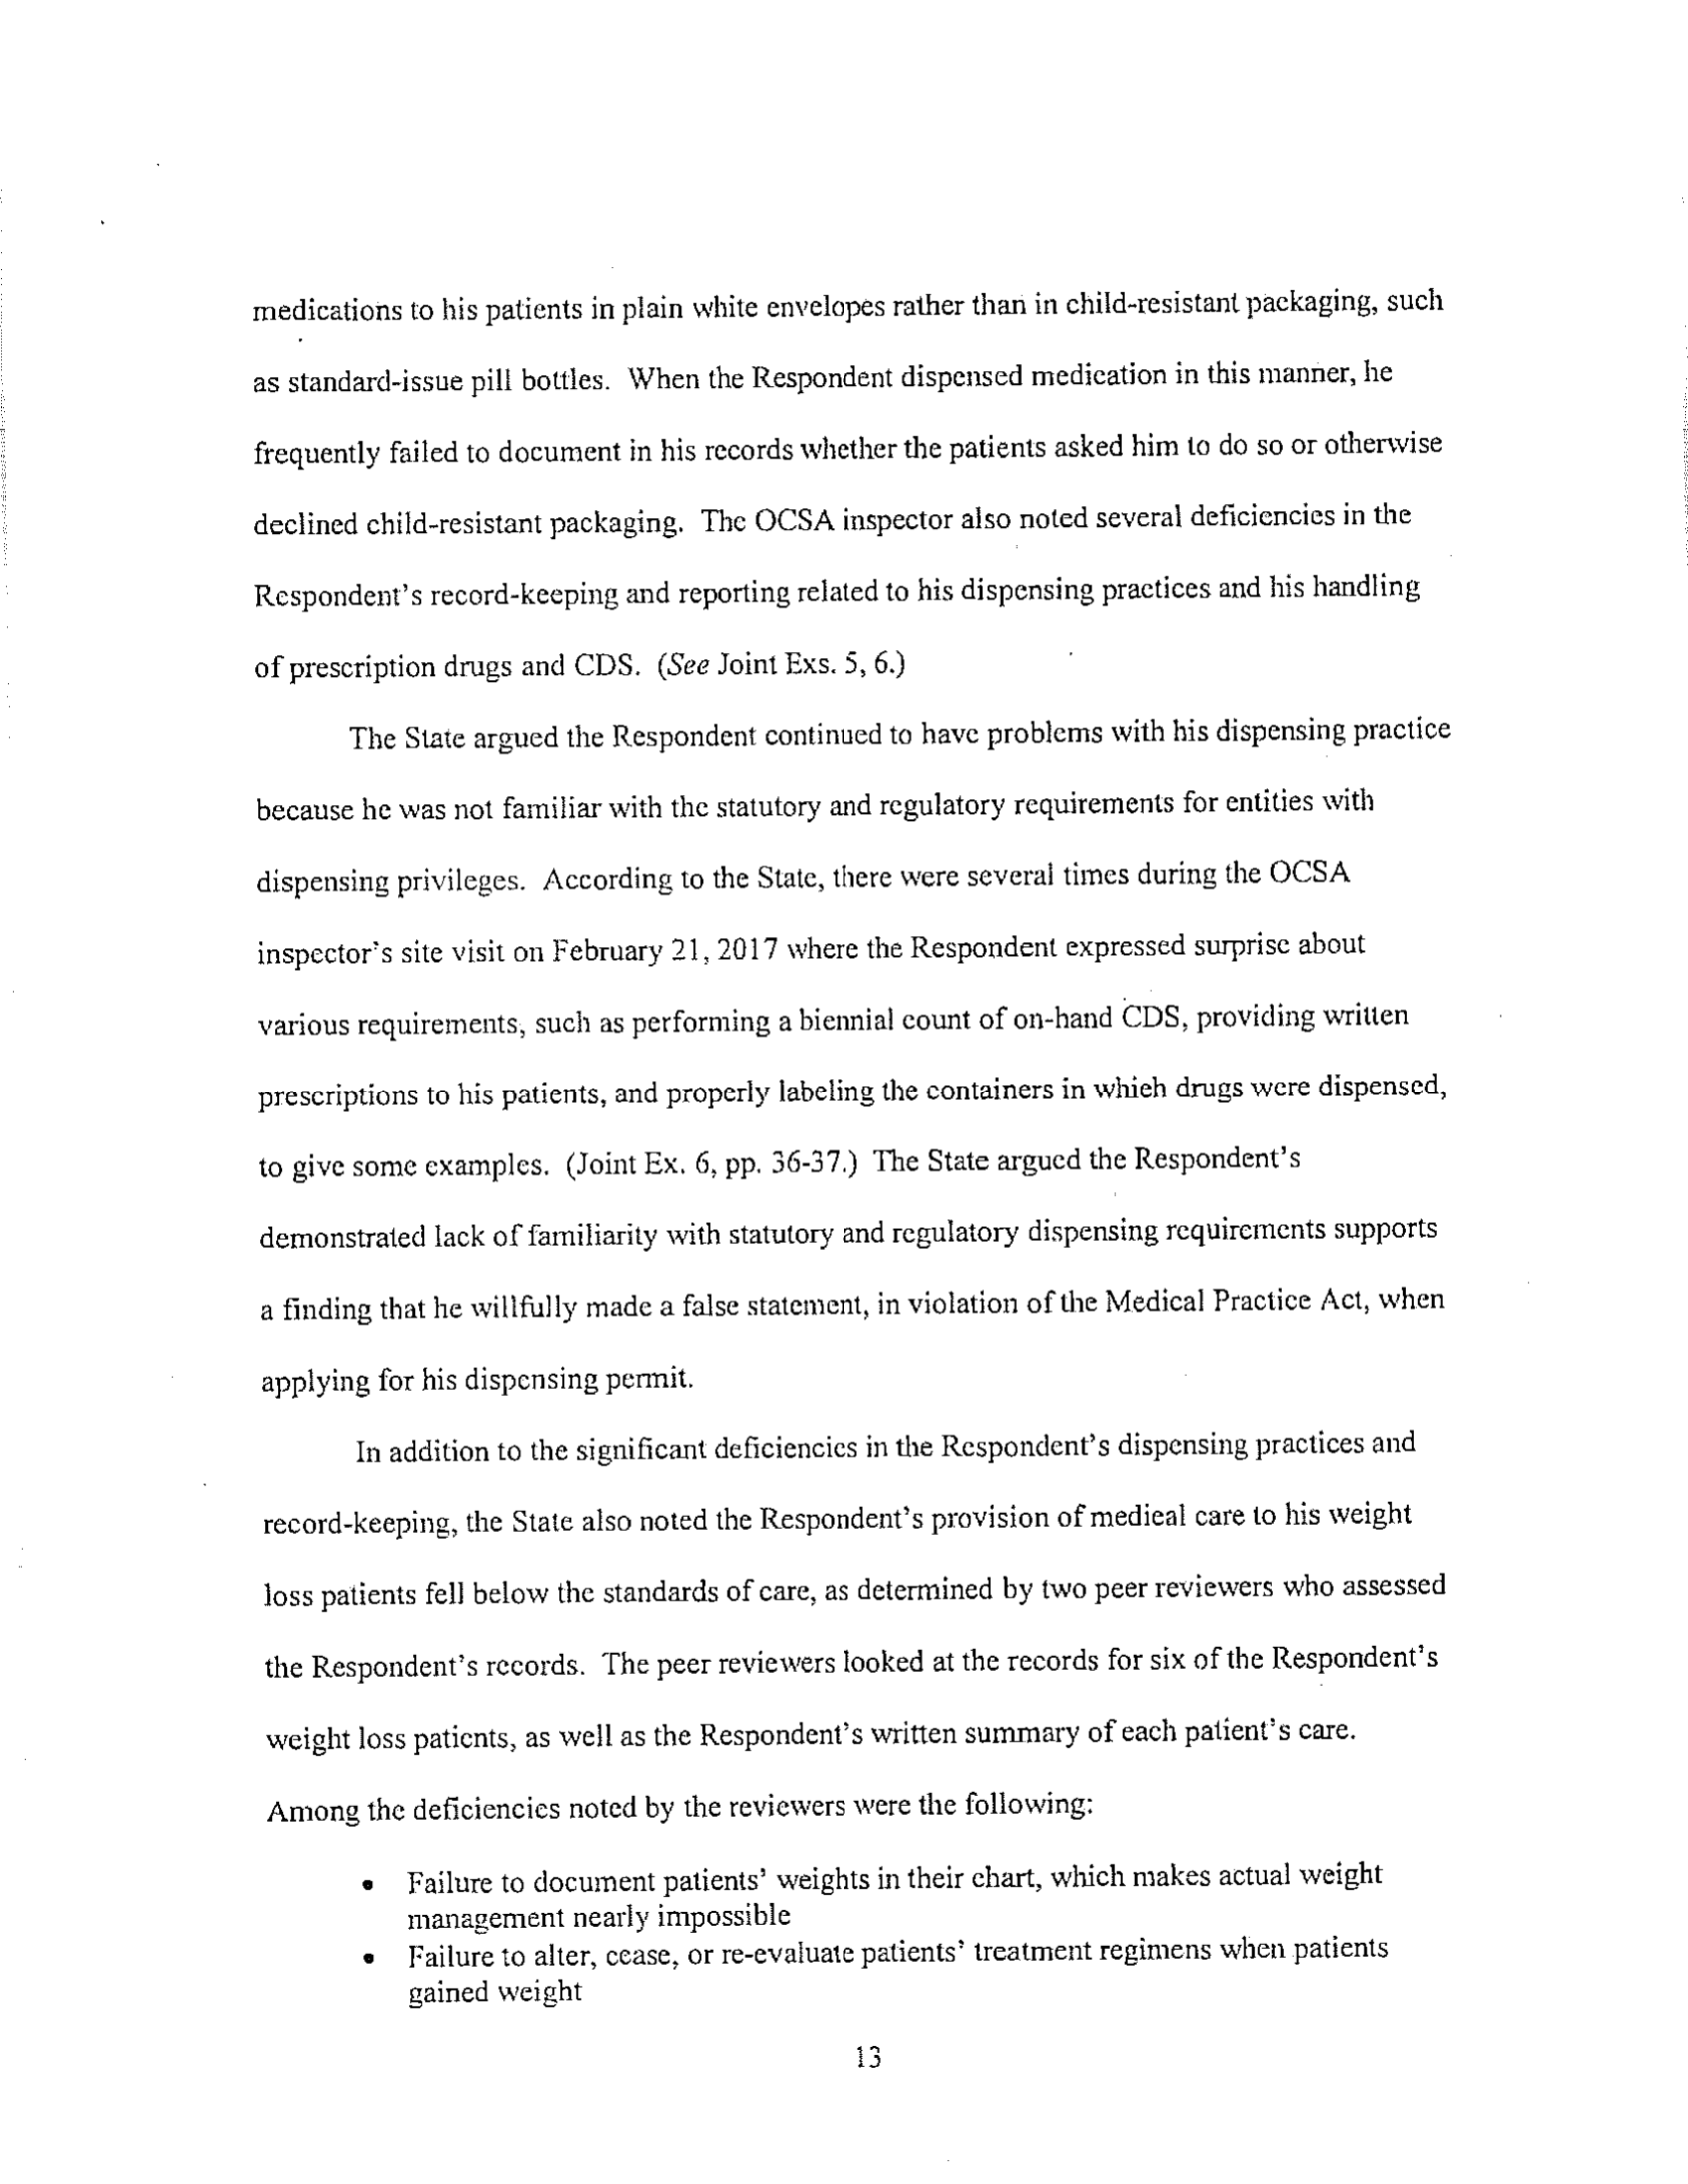 medications to his patients in plain white envelopes rather than in child-resistant packaging, such
as standard-issue pill bottles. When the Respondent dispensed medication in this manner, he
frequently failed to document in his records whether the patients asked him to do so or otherwise
declined child-resistant packaging. The OCSA inspector also noted several deficiencies in the
Respondent's record-keeping and reporting related to his dispensing practices and his handling
of prescription drugs and CDS. (See Joint Exs. 5, 6.)
The State argued the Respondent continued to have problems with his dispensing practice
because he was not familiar with the statutory and regulatory requirements for entities with
dispensing privileges. According to the State, there were several times during the OCSA
inspector's site visit on February 21, 2017 where the Respondent expressed surprise about
various requirements, such as performing a biennial count of on-hand CDS, providing written
prescriptions to his patients, and properly labeling the containers in which drugs were dispensed,
to give some examples. (Joint Ex. 6, pp. 36-37.) The State argued the Respondent's
demonstrated lack of familiarity with statutory and regulatory dispensing requirements supports
a finding that he willfully made a false statement, in violation of the Medical Practice Act, when
applying for his dispensing permit.
In addition to the significant deficiencies in the Respondent's dispensing practices and
record-keeping, the State also noted the Respondent's provision of medical care to his weight
loss patients fell below the standards of care, as determined by two peer reviewers who assessed
the Respondent's records. The peer reviewers looked at the records for six of the Respondent's
weight loss patients, as well as the Respondent's written summary of each patient's care.
Among the deficiencies noted by the reviewers were the following:
• Failure to document patients' weights in their chart, which makes actual weight
management nearly impossible
• Failure to alter, cease, or re-evaluate patients' treatment regimens when patients
gained weight
13